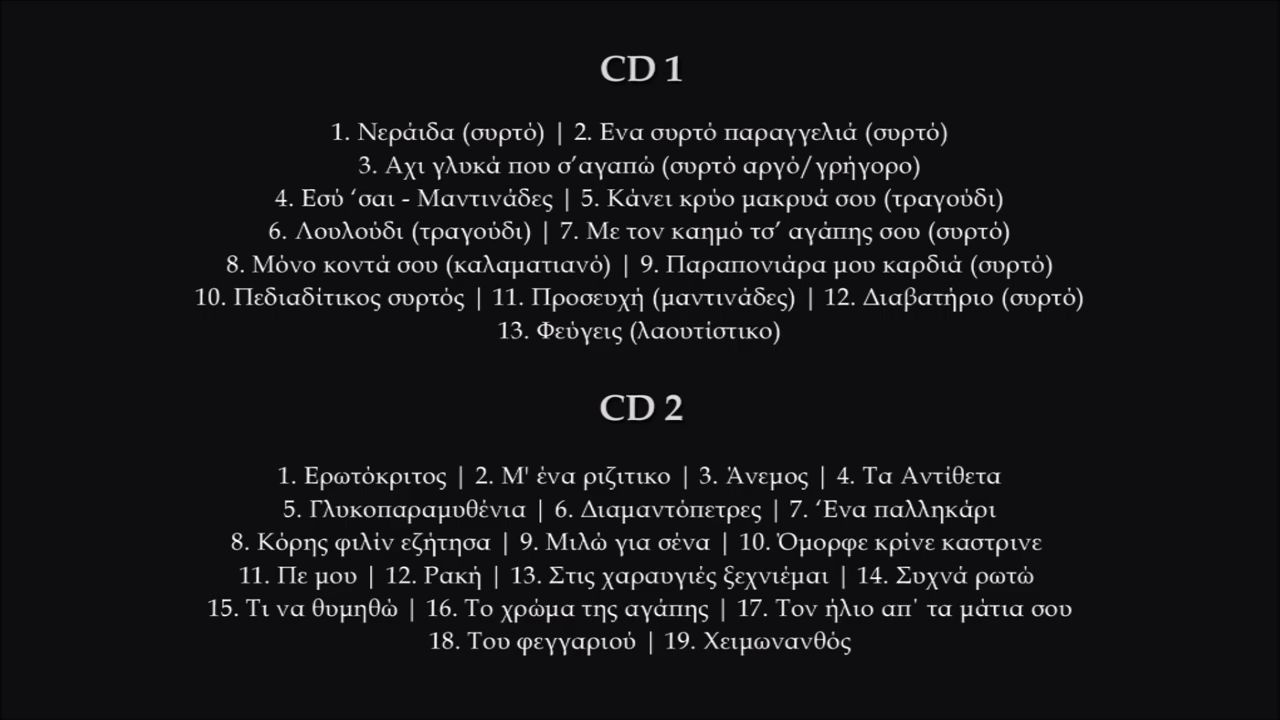 CD 1
1. Νεράιδα (συρτό) | 2. Ενα συρτό παραγγελιά (συρτό)
3. Αχι γλυκά που σ’αγαπώ (συρτό αργό/γρήγορο)
4. Εσύ ‘σαι - Μαντινάδες | 5. Κάνει κρύο μακρυά σου (τραγούδι)
6. Λουλούδι (τραγούδι) | 7. Με τον καημό τσ’ αγάπης σου (συρτό)
8. Μόνο κοντά σου (καλαματιανό) | 9. Παραπονιάρα μου καρδιά (συρτό)
10. Πεδιαδίτικος συρτός | 11. Προσευχή (μαντινάδες) | 12. Διαβατήριο (συρτό)
13. Φεύγεις (λαουτίστικο)
CD 2
1. Ερωτόκριτος | 2. Μ' ένα ριζιτικο | 3. Άνεμος | 4. Τα Αντίθετα
5. Γλυκοπαραμυθένια | 6. Διαμαντόπετρες | 7. ‘Ενα παλληκάρι
8. Κόρης φιλίν εζήτησα | 9. Μιλώ για σένα | 10. Όμορφε κρίνε καστρινε
11. Πε μου | 12. Ρακή | 13. Στις χαραυγιές ξεχνιέμαι | 14. Συχνά ρωτώ
15. Τι να θυμηθώ | 16. Το χρώμα της αγάπης | 17. Τον ήλιο απ΄ τα μάτια σου
18. Του φεγγαριού | 19. Χειμωνανθός